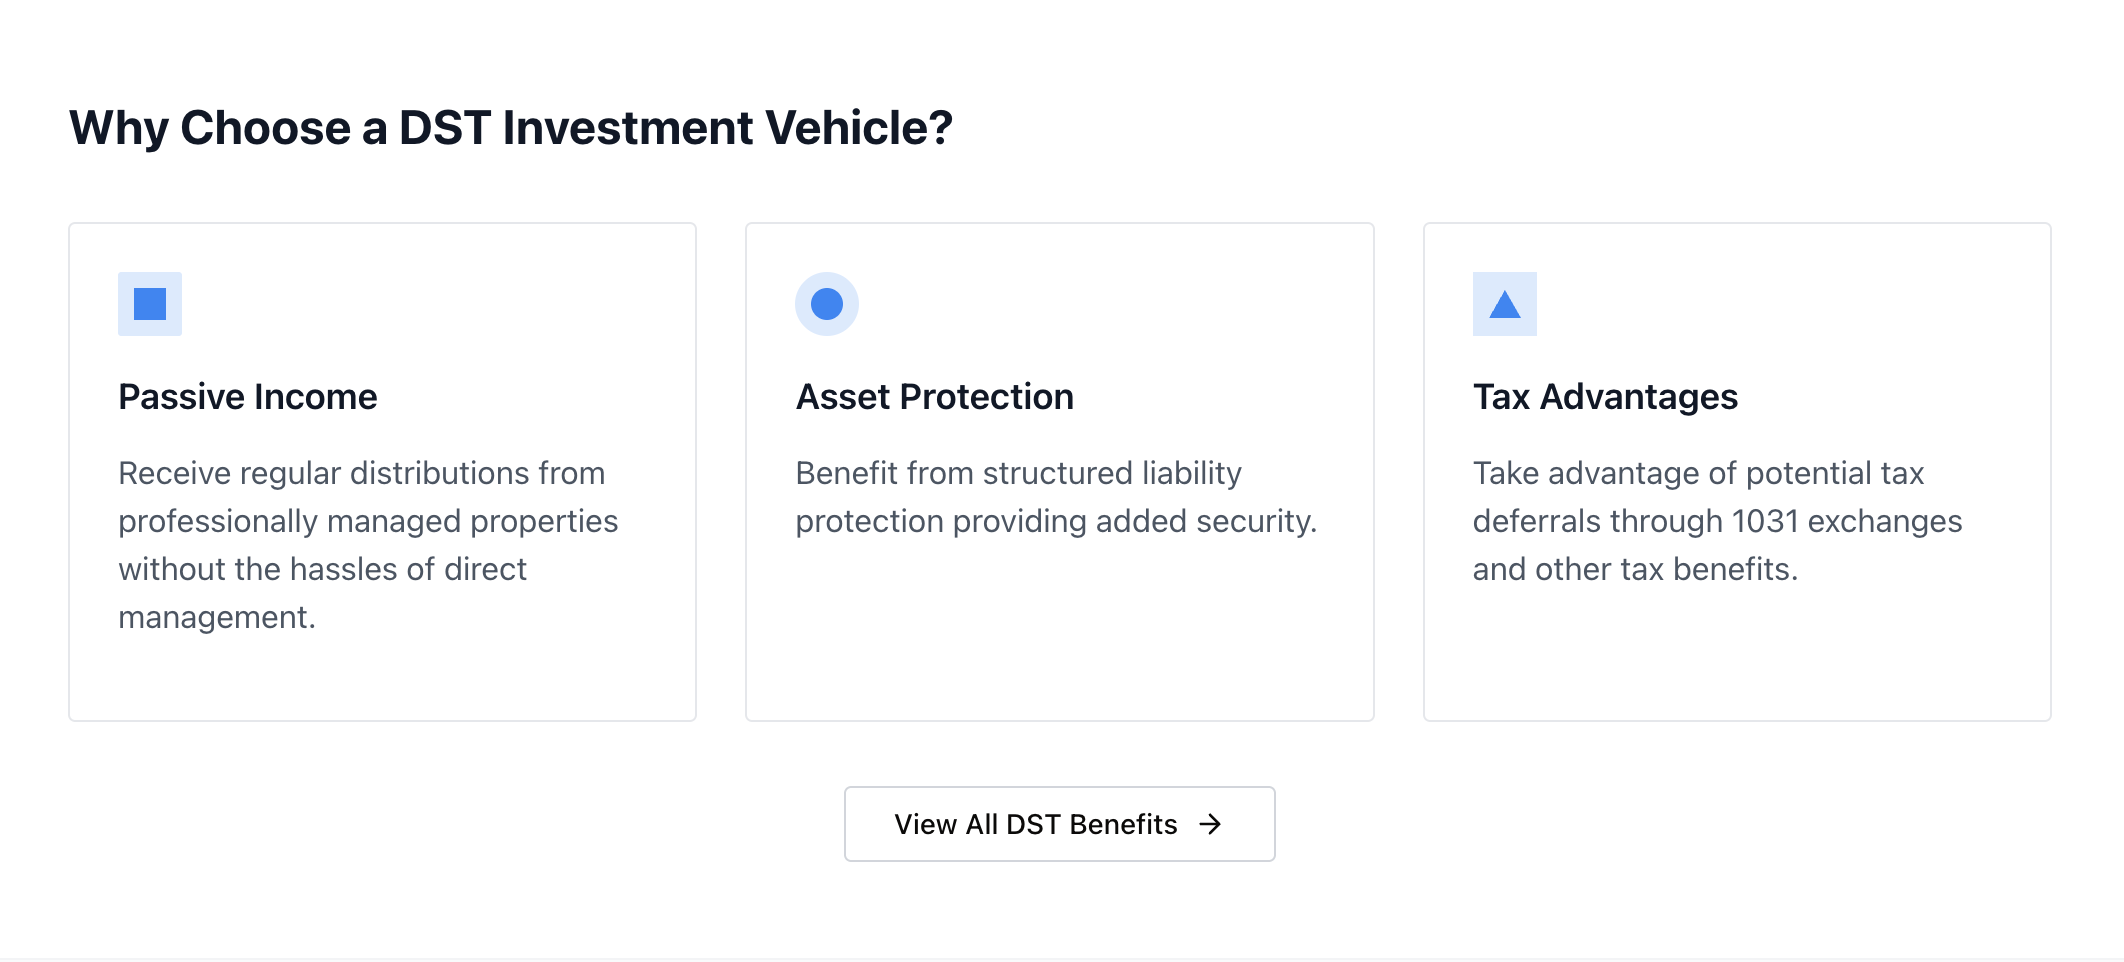 Why Choose a DST Investment Vehicle?
Passive Income
Receive regular distributions from
professionally managed properties
without the hassles of direct
management.
Asset Protection
Benefit from structured liability
protection providing added security.
Tax Advantages
Take advantage of potential tax
deferrals through 1031 exchanges
and other tax benefits.
View All DST Benefits →